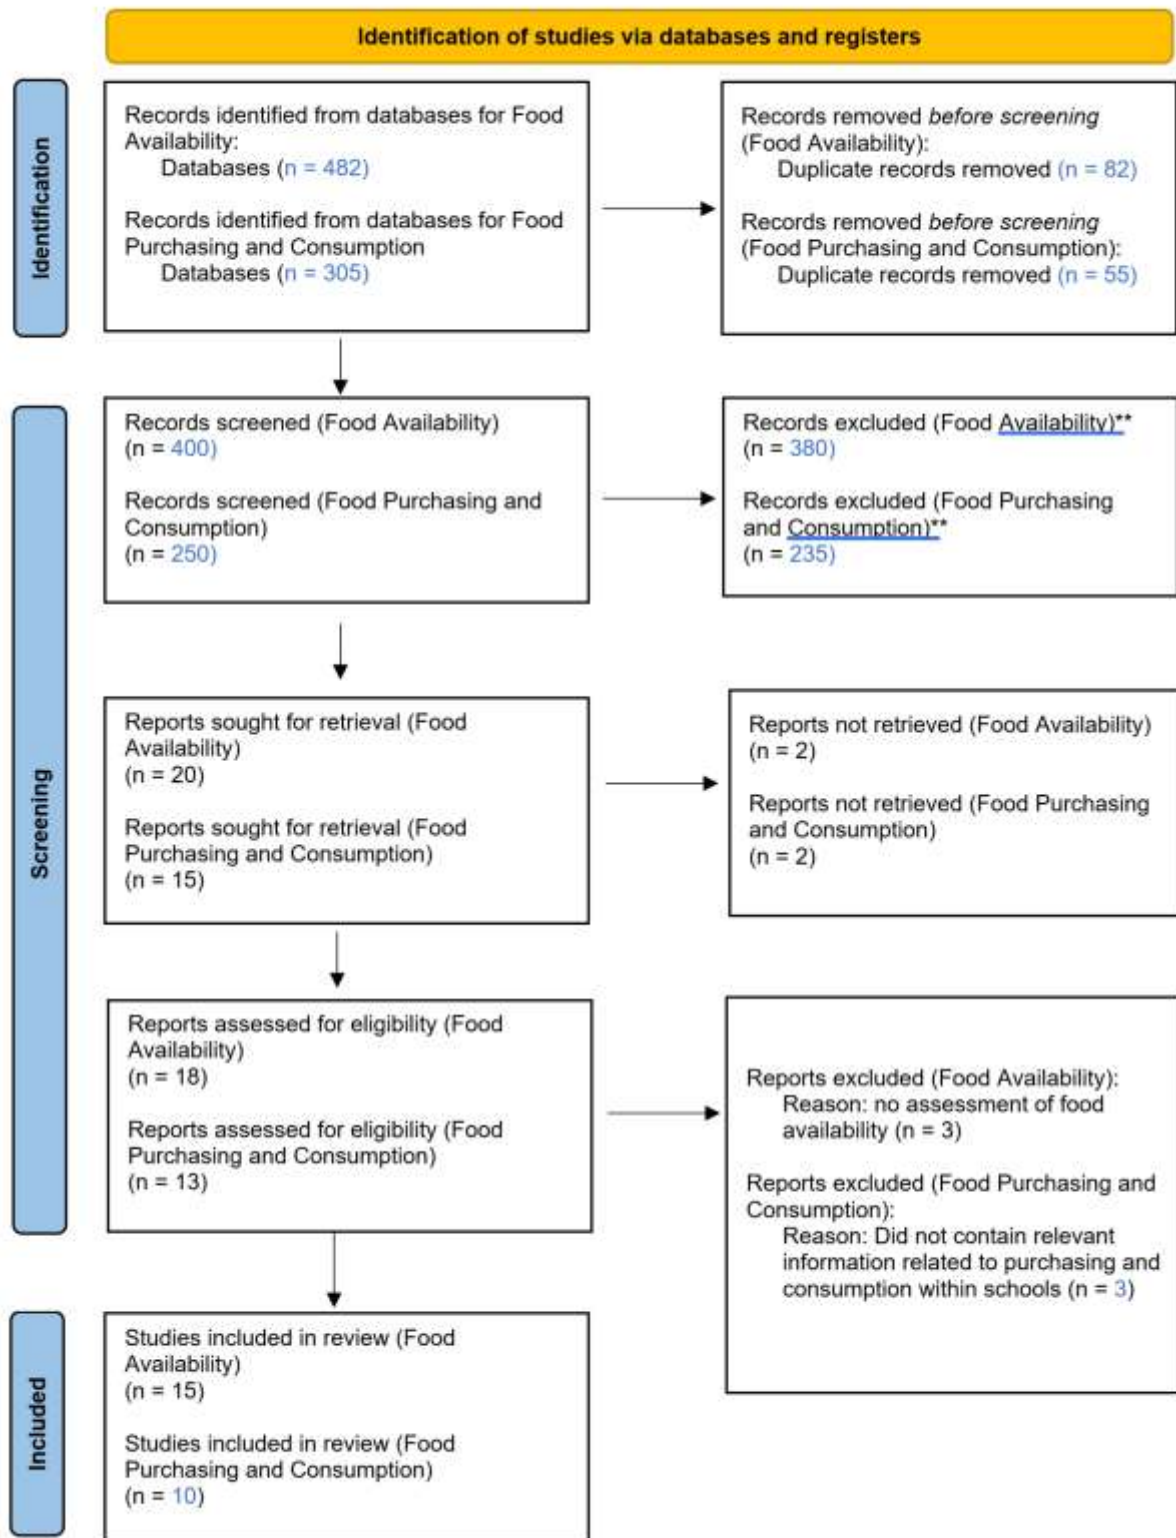 Identification of studies via databases and registers
Identification
Records identified from databases for Food
Availability:
Databases (n = 482)
Records identified from databases for Food
Purchasing and Consumption
Databases (n = 305)
Records removed before screening
(Food Availability):
Duplicate records removed (n = 82)
Records removed before screening
(Food Purchasing and Consumption):
Duplicate records removed (n = 55)
Screening
Records screened (Food Availability)
(n = 400)
Records screened (Food Purchasing and
Consumption)
(n = 250)
Records excluded (Food Availability)**
(n = 380)
Records excluded (Food Purchasing
and Consumption)**
(n = 235)
Reports sought for retrieval (Food
Availability)
(n = 20)
Reports sought for retrieval (Food
Purchasing and Consumption)
(n = 15)
Reports not retrieved (Food Availability)
(n = 2)
Reports not retrieved (Food Purchasing
and Consumption)
(n = 2)
Reports assessed for eligibility (Food
Availability)
(n = 18)
Reports assessed for eligibility (Food
Purchasing and Consumption)
(n = 13)
Reports excluded (Food Availability):
Reason: no assessment of food
availability (n = 3)
Reports excluded (Food Purchasing and
Consumption):
Reason: Did not contain relevant
information related to purchasing and
consumption within schools (n = 3)
Included
Studies included in review (Food
Availability)
(n = 15)
Studies included in review (Food
Purchasing and Consumption)
(n = 10)